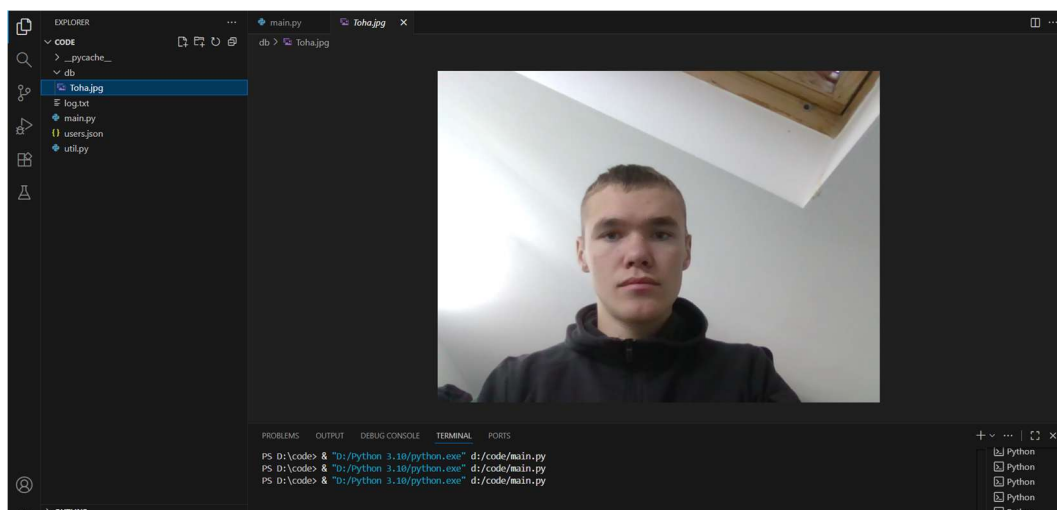 EXPLORER
main.py
Toha.jpg
CODE
db > Toha.jpg
__pycache__
db
Toha.jpg
log.txt
main.py
users.json
util.py
PROBLEMS OUTPUT DEBUG CONSOLE TERMINAL PORTS
PS D:\code> & "D:/Python 3.10/python.exe" d:/code/main.py
PS D:\code> & "D:/Python 3.10/python.exe" d:/code/main.py
PS D:\code> & "D:/Python 3.10/python.exe" d:/code/main.py
Python
Python
Python
Python